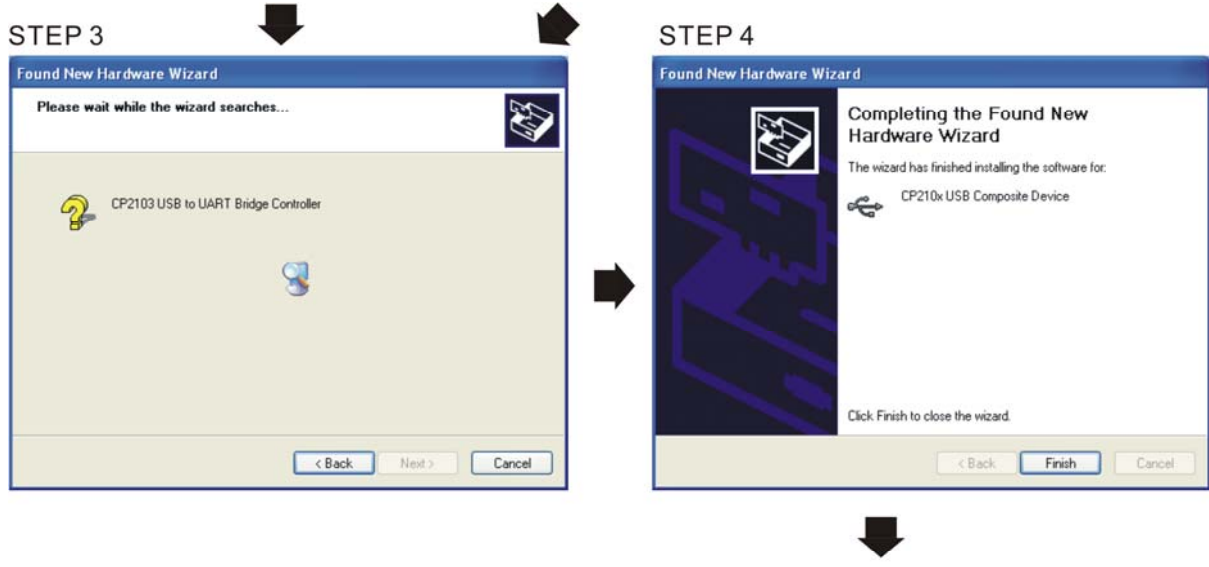 STEP 3
Found New Hardware Wizard
Please wait while the wizard searches...
CP2103 USB to UART Bridge Controller
< Back Next > Cancel
STEP 4
Found New Hardware Wizard
Completing the Found New
Hardware Wizard
The wizard has finished installing the software for:
CP210x USB Composite Device
Click Finish to close the wizard.
< Back Finish Cancel